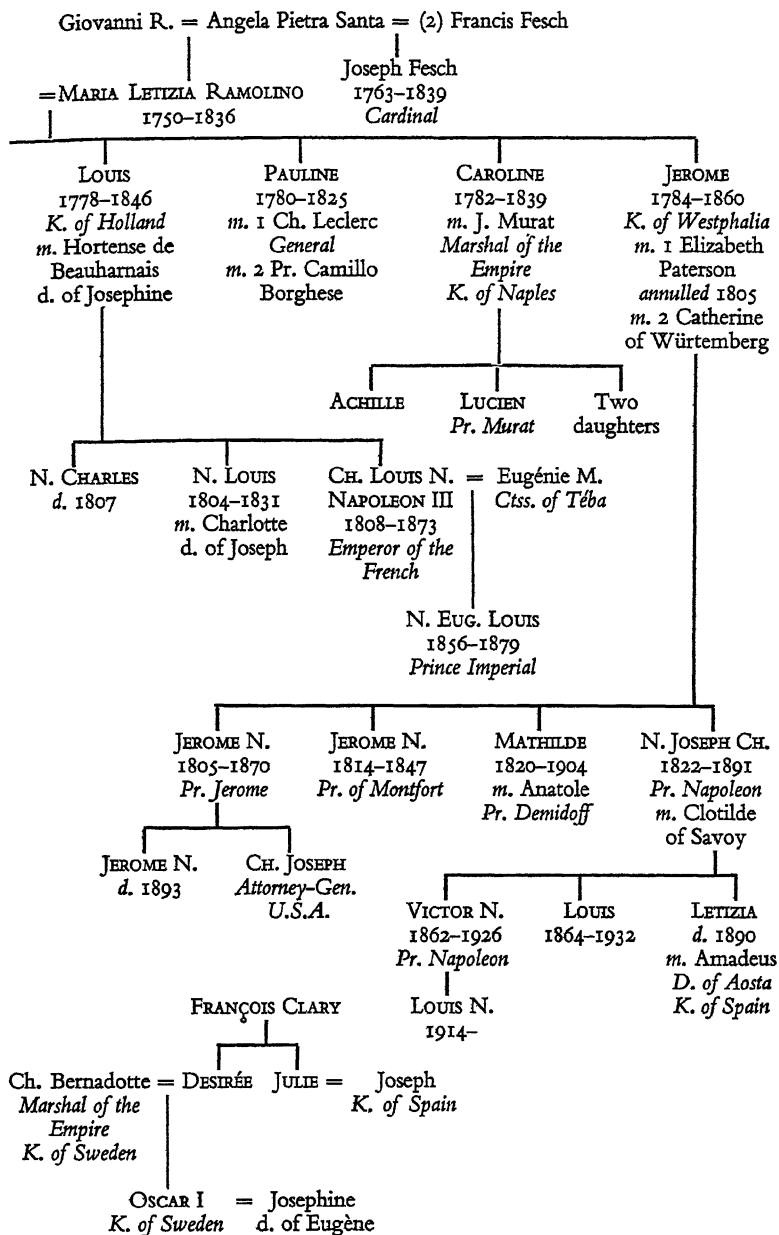 Giovanni R. = Angela Pietra Santa = (2) Francis Fesch
Joseph Fesch
1763–1839
Cardinal
=Maria Letizia Ramolino
1750–1836
Louis
1778–1846
K. of Holland
m. Hortense de
Beauharnais
d. of Josephine
Pauline
1780–1825
m. 1 Ch. Leclerc
General
m. 2 Pr. Camillo
Borghese
Caroline
1782–1839
m. J. Murat
Marshal of the
Empire
K. of Naples
Jerome
1784–1860
K. of Westphalia
m. 1 Elizabeth
Paterson
annulled 1805
m. 2 Catherine
of Würtemberg
Achille
Lucien
Pr. Murat
Two
daughters
N. Charles
d. 1807
N. Louis
1804–1831
m. Charlotte
d. of Joseph
Ch. Louis N. = Eugénie M.
Napoleon III
1808–1873
Emperor of the
French
Ctss. of Téba
N. Eug. Louis
1856–1879
Prince Imperial
Jerome N.
1805–1870
Pr. Jerome
Jerome N.
1814–1847
Pr. of Montfort
Mathilde
1820–1904
m. Anatole
Pr. Demidoff
N. Joseph Ch.
1822–1891
Pr. Napoleon
m. Clotilde
of Savoy
Jerome N.
d. 1893
Ch. Joseph
Attorney-Gen.
U.S.A.
Victor N.
1862–1926
Pr. Napoleon
Louis
1864–1932
Letizia
d. 1890
m. Amadeus
D. of Aosta
K. of Spain
Louis N.
1914–
François Clary
Ch. Bernadotte = Desirée Julie = Joseph
Marshal of the
Empire
K. of Sweden
K. of Spain
Oscar I = Josephine
K. of Sweden d. of Eugène